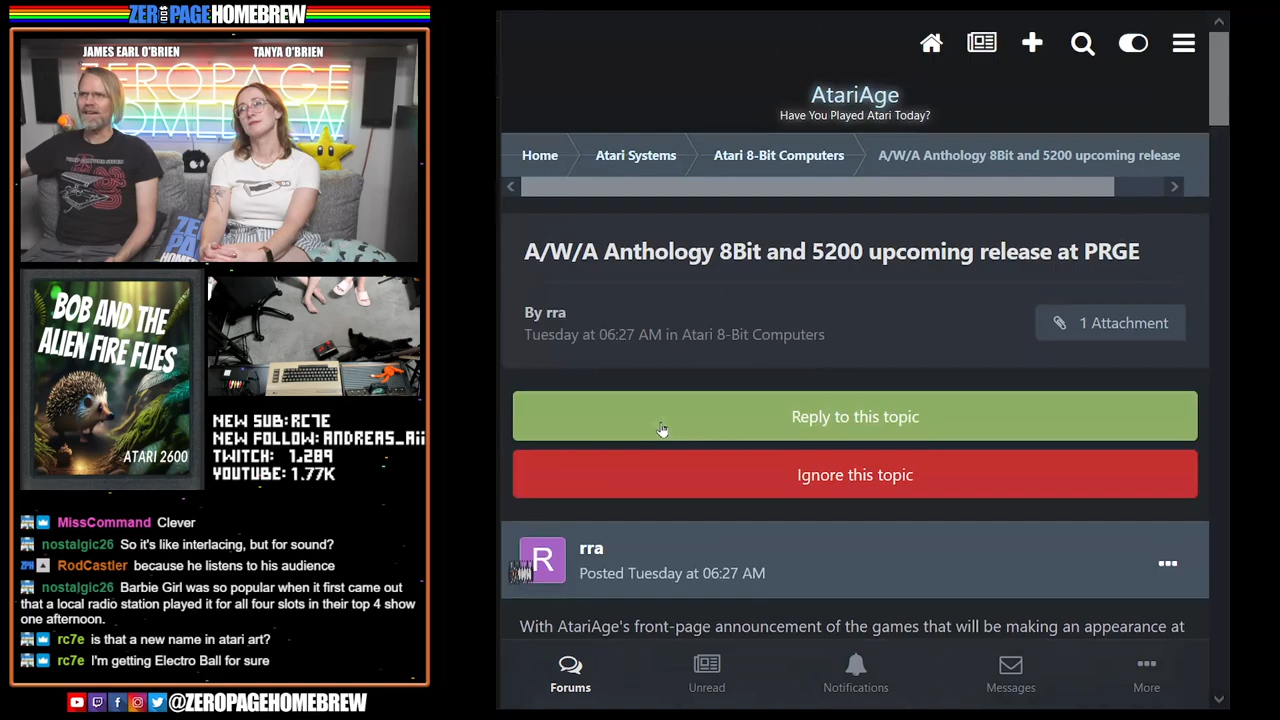 ZEROPAGEHOMEBREW
JAMES EARL O'BRIEN
TANYA O'BRIEN
ZEROPAGE
HOMEBREW
BOB AND THE
ALIEN FIRE FLIES
ATARI 2600
NEW SUB:RC7E
NEW FOLLOW:ANDREAS_AII
TWITCH: 1,289
YOUTUBE: 1.77K
MissCommand Clever
nostalgic26 So it's like interlacing, but for sound?
RodCastler because he listens to his audience
nostalgic26 Barbie Girl was so popular when it first came out
that a local radio station played it for all four slots in their top 4 show
one afternoon.
rc7e is that a new name in atari art?
rc7e I'm getting Electro Ball for sure
@ZEROPAGEHOMEBREW
AtariAge
Have You Played Atari Today?
Home
Atari Systems
Atari 8-Bit Computers
A/W/A Anthology 8Bit and 5200 upcoming release
A/W/A Anthology 8Bit and 5200 upcoming release at PRGE
By rra
Tuesday at 06:27 AM in Atari 8-Bit Computers
1 Attachment
Reply to this topic
Ignore this topic
R
rra
Posted Tuesday at 06:27 AM
With AtariAge's front-page announcement of the games that will be making an appearance at
Forums
Unread
Notifications
Messages
More